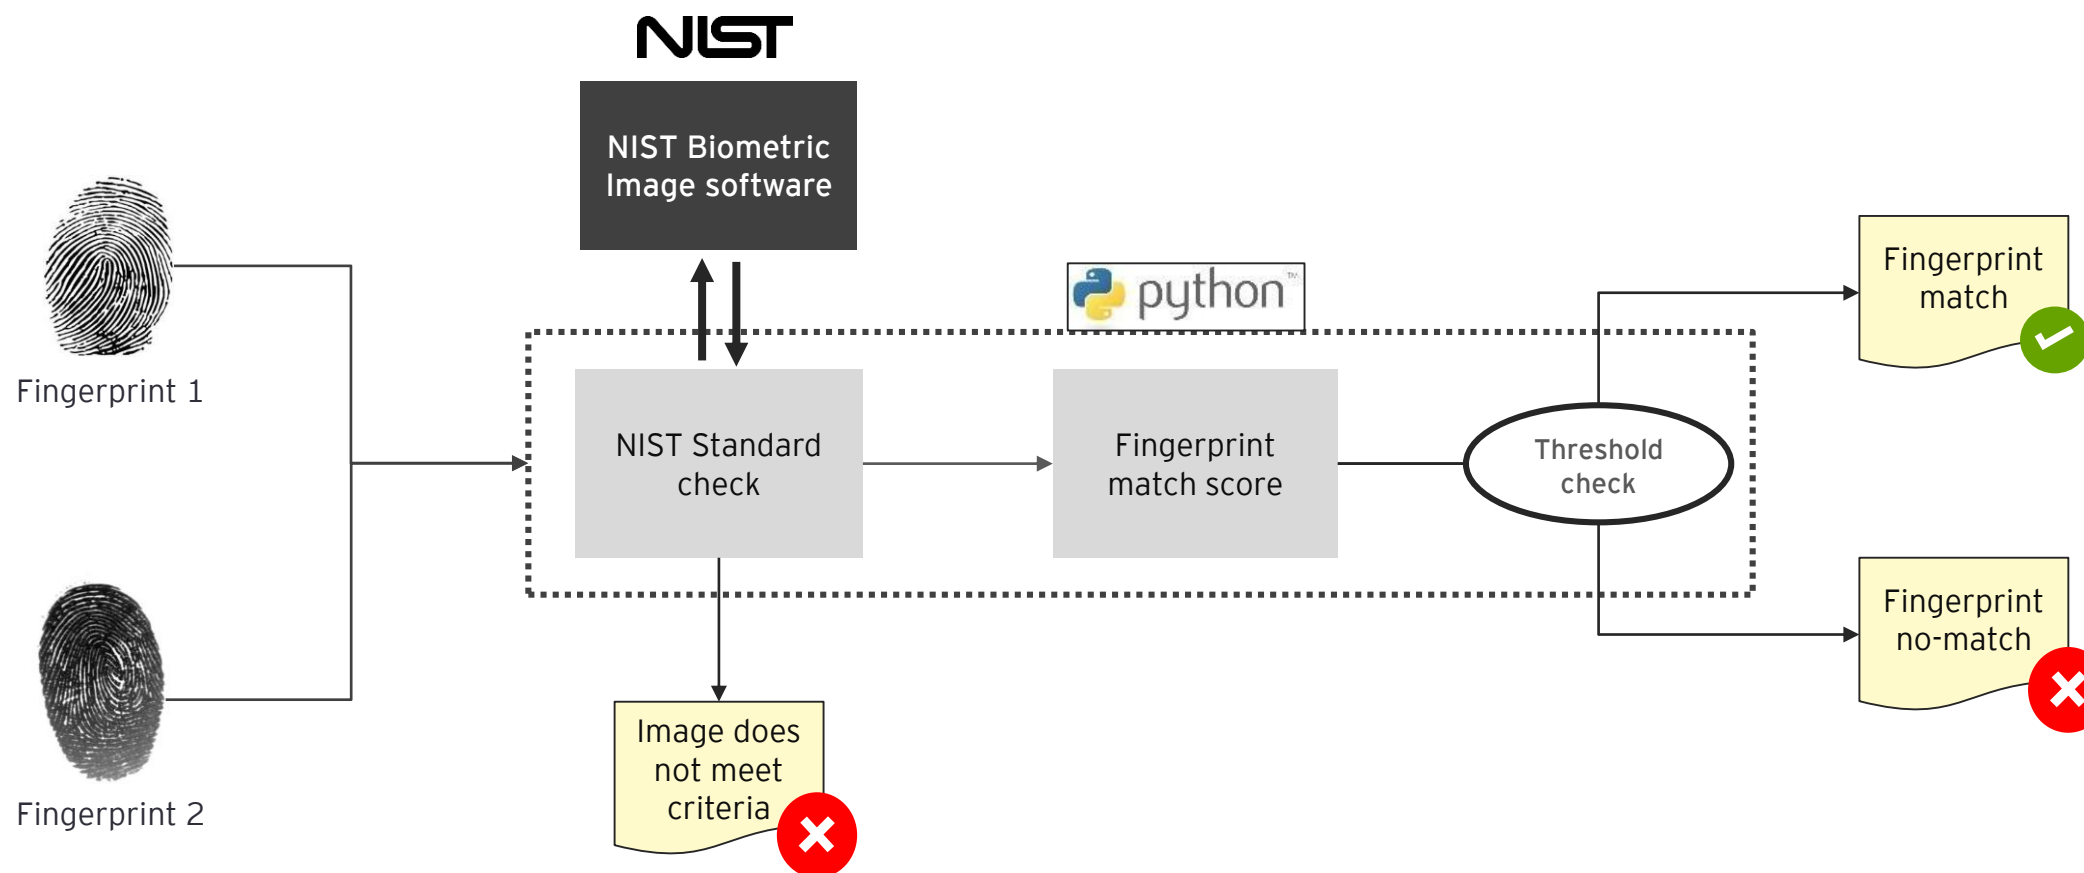 NIST
NIST Biometric
Image software
python
TM
Fingerprint 1
Fingerprint 2
NIST Standard
check
Fingerprint
match score
Threshold
check
Fingerprint
match
Fingerprint
no-match
Image does
not meet
criteria